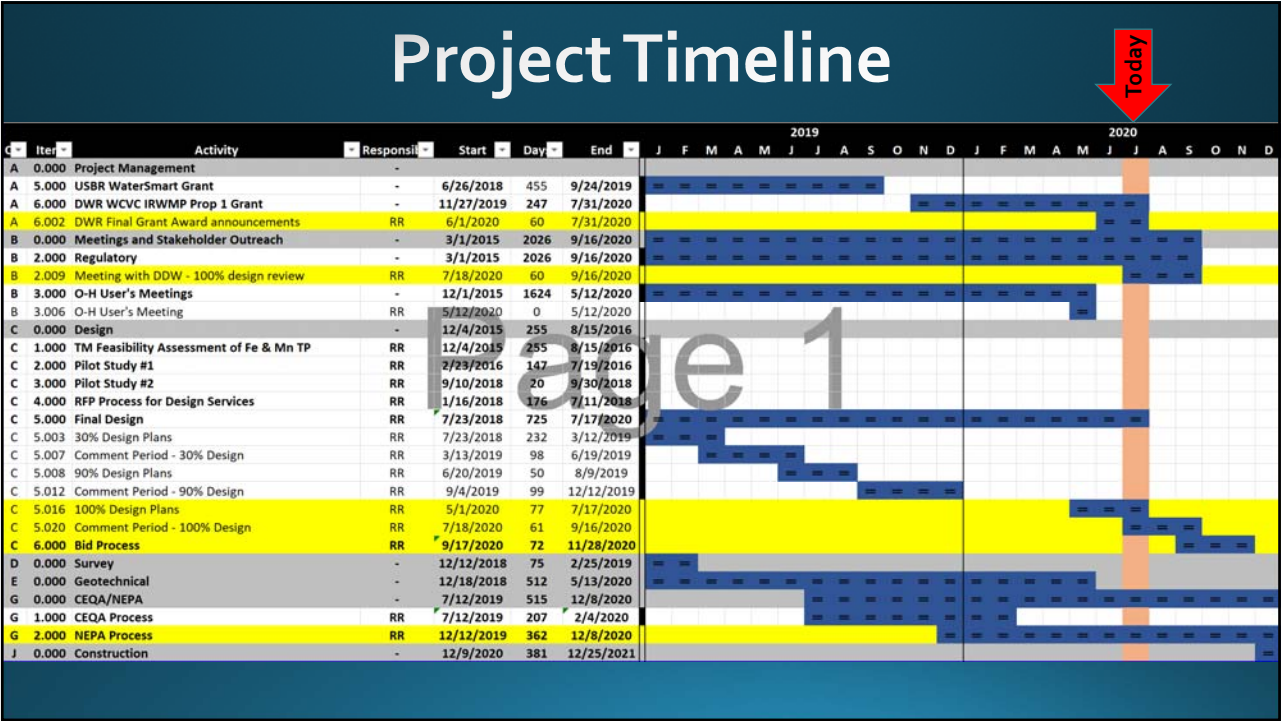 Project Timeline
Today
2019 2020
C Iter Activity Responsil Start Day End J F M A M J J A S O N D J F M A M J J A S O N D
A 0.000 Project Management -
A 5.000 USBR WaterSmart Grant - 6/26/2018 455 9/24/2019
A 6.000 DWR WCVC IRWMP Prop 1 Grant - 11/27/2019 247 7/31/2020
A 6.002 DWR Final Grant Award announcements RR 6/1/2020 60 7/31/2020
B 0.000 Meetings and Stakeholder Outreach - 3/1/2015 2026 9/16/2020
B 2.000 Regulatory - 3/1/2015 2026 9/16/2020
B 2.009 Meeting with DDW - 100% design review RR 7/18/2020 60 9/16/2020
B 3.000 O-H User's Meetings - 12/1/2015 1624 5/12/2020
B 3.006 O-H User's Meeting RR 5/12/2020 0 5/12/2020
C 0.000 Design - 12/4/2015 255 8/15/2016
C 1.000 TM Feasibility Assessment of Fe & Mn TP RR 12/4/2015 255 8/15/2016
C 2.000 Pilot Study #1 RR 2/23/2016 147 7/19/2016
C 3.000 Pilot Study #2 RR 9/10/2018 20 9/30/2018
C 4.000 RFP Process for Design Services RR 1/16/2018 176 7/11/2018
C 5.000 Final Design RR 7/23/2018 725 7/17/2020
C 5.003 30% Design Plans RR 7/23/2018 232 3/12/2019
C 5.007 Comment Period - 30% Design RR 3/13/2019 98 6/19/2019
C 5.008 90% Design Plans RR 6/20/2019 50 8/9/2019
C 5.012 Comment Period - 90% Design RR 9/4/2019 99 12/12/2019
C 5.016 100% Design Plans RR 5/1/2020 77 7/17/2020
C 5.020 Comment Period - 100% Design RR 7/18/2020 61 9/16/2020
C 6.000 Bid Process RR 9/17/2020 72 11/28/2020
D 0.000 Survey - 12/12/2018 75 2/25/2019
E 0.000 Geotechnical - 12/18/2018 512 5/13/2020
G 0.000 CEQA/NEPA - 7/12/2019 515 12/8/2020
G 1.000 CEQA Process RR 7/12/2019 207 2/4/2020
G 2.000 NEPA Process RR 12/12/2019 362 12/8/2020
J 0.000 Construction - 12/9/2020 381 12/25/2021
Page 1